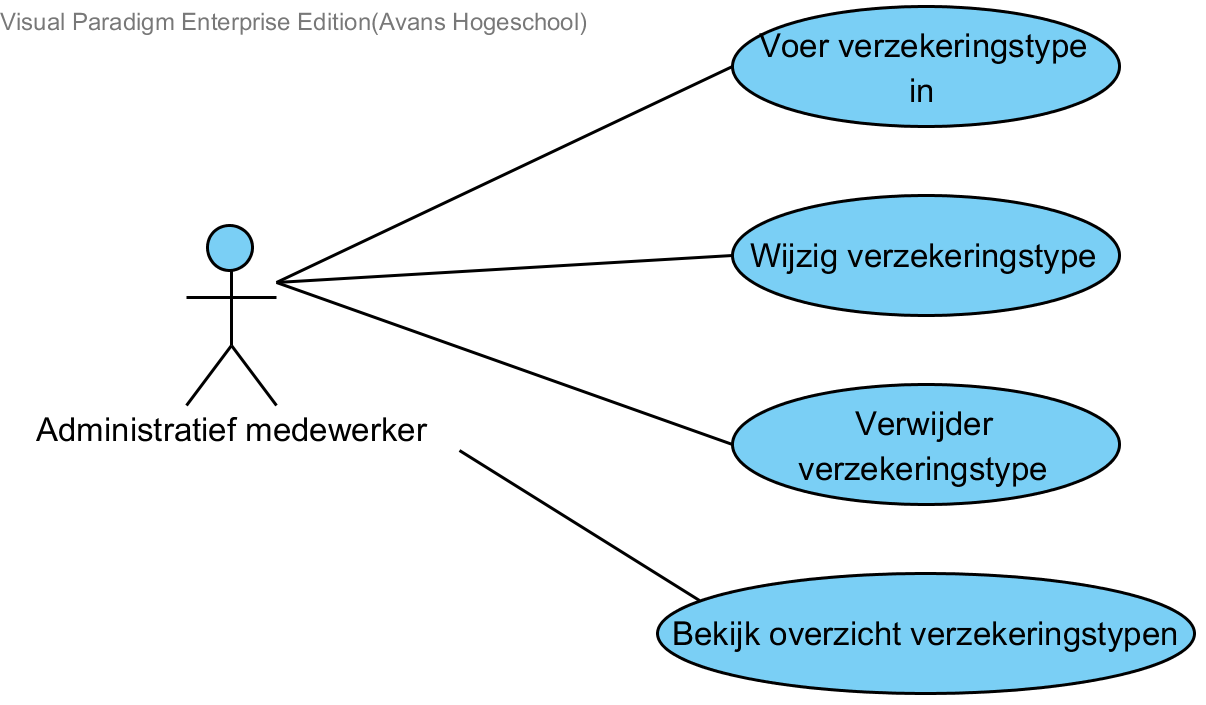 Visual Paradigm Enterprise Edition(Avans Hogeschool)
Voer verzekeringstype
in
Wijzig verzekeringstype
Administratief medewerker
Verwijder
verzekeringstype
Bekijk overzicht verzekeringstypen